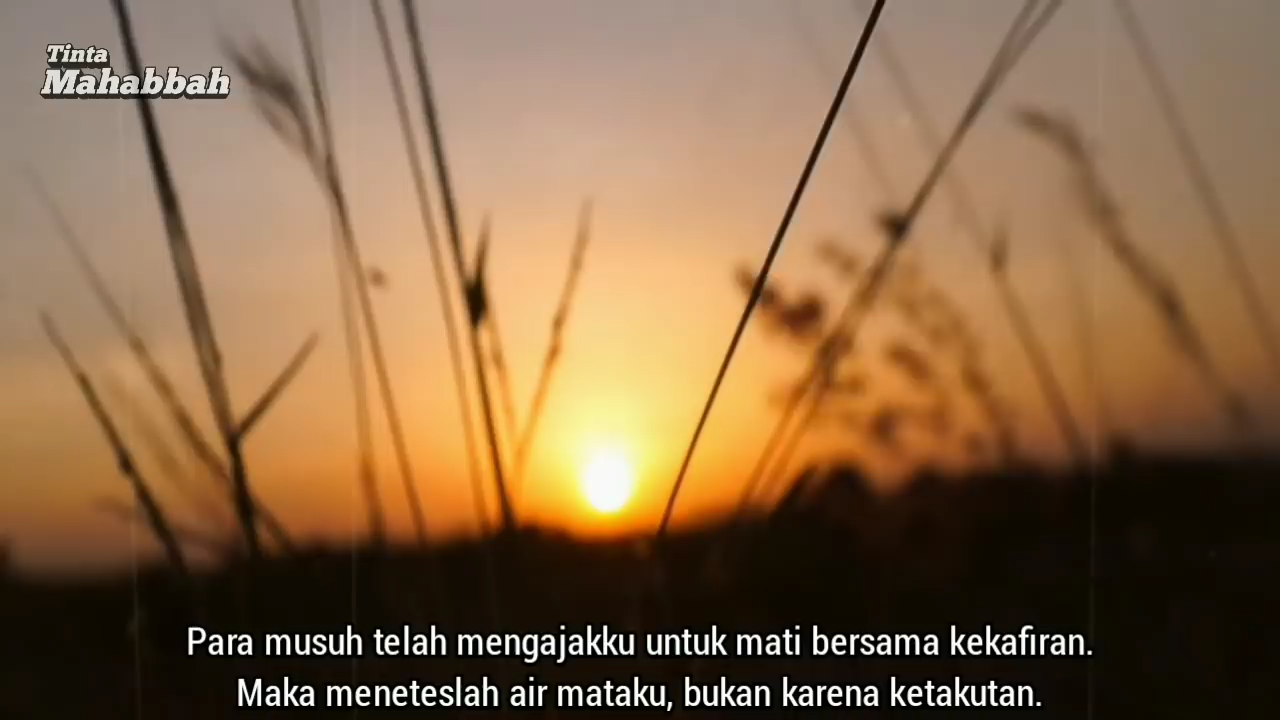 Tinta
Mahabbah
Para musuh telah mengajakku untuk mati bersama kekafiran.
Maka meneteslah air mataku, bukan karena ketakutan.